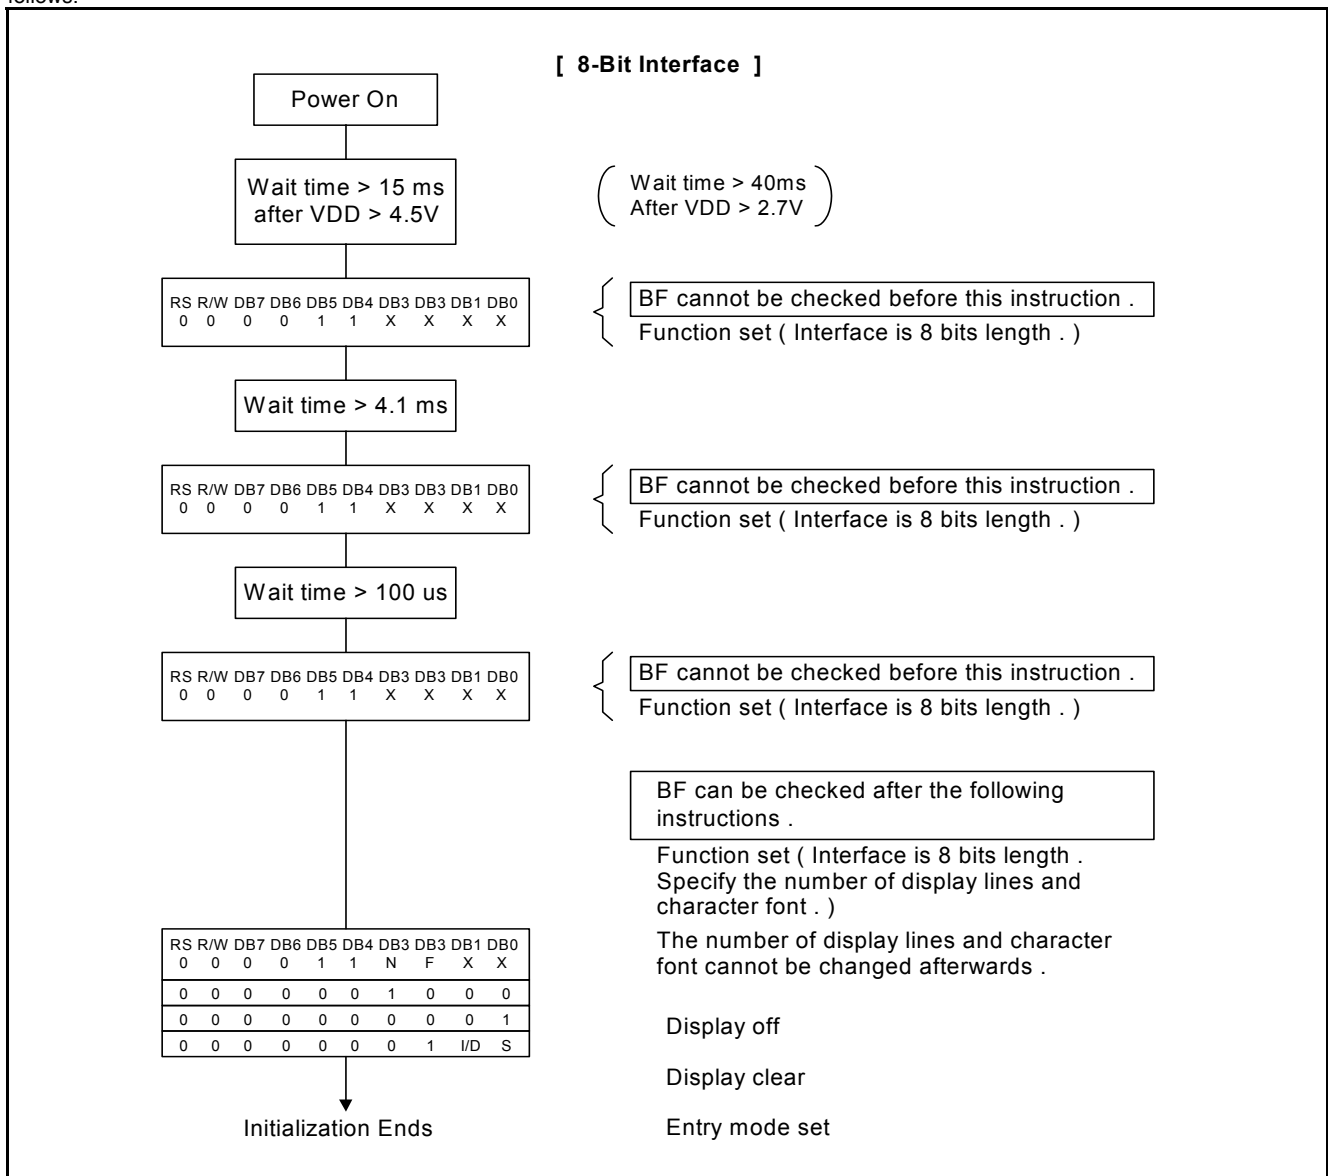 follows:
[ 8-Bit Interface ]
Power On
Wait time > 15 ms
after VDD > 4.5V
Wait time > 40ms
After VDD > 2.7V
RS R/W DB7 DB6 DB5 DB4 DB3 DB3 DB1 DB0
0 0 0 0 1 1 X X X X
BF cannot be checked before this instruction .
Function set ( Interface is 8 bits length . )
Wait time > 4.1 ms
RS R/W DB7 DB6 DB5 DB4 DB3 DB3 DB1 DB0
0 0 0 0 1 1 X X X X
BF cannot be checked before this instruction .
Function set ( Interface is 8 bits length . )
Wait time > 100 us
RS R/W DB7 DB6 DB5 DB4 DB3 DB3 DB1 DB0
0 0 0 0 1 1 X X X X
BF cannot be checked before this instruction .
Function set ( Interface is 8 bits length . )
BF can be checked after the following
instructions .
Function set ( Interface is 8 bits length .
Specify the number of display lines and
character font . )
The number of display lines and character
font cannot be changed afterwards .
RS R/W DB7 DB6 DB5 DB4 DB3 DB3 DB1 DB0
0 0 0 0 1 1 N F X X
0 0 0 0 0 0 1 0 0 0
0 0 0 0 0 0 0 0 0 1
0 0 0 0 0 0 0 1 I/D S
Display off
Display clear
Entry mode set
Initialization Ends